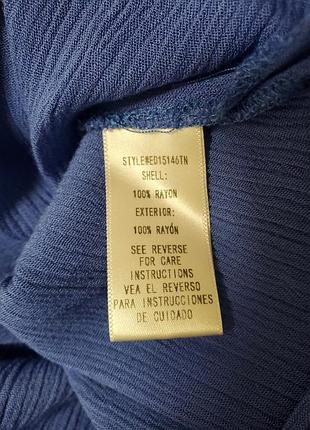 STYLE#ED15146TN
SHELL:
100% RAYON
EXTERIOR:
100% RAYÓN
SEE REVERSE
FOR CARE
INSTRUCTIONS
VEA EL REVERSO
PARA INSTRUCCIONES
DE CUIDADO